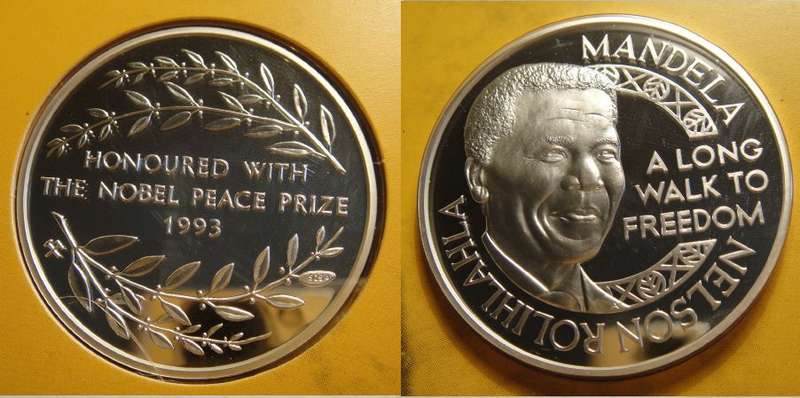 HONOURED WITH
THE NOBEL PEACE PRIZE
1993
NELSON ROLIHLAHLA MANDELA
A LONG
WALK TO
FREEDOM